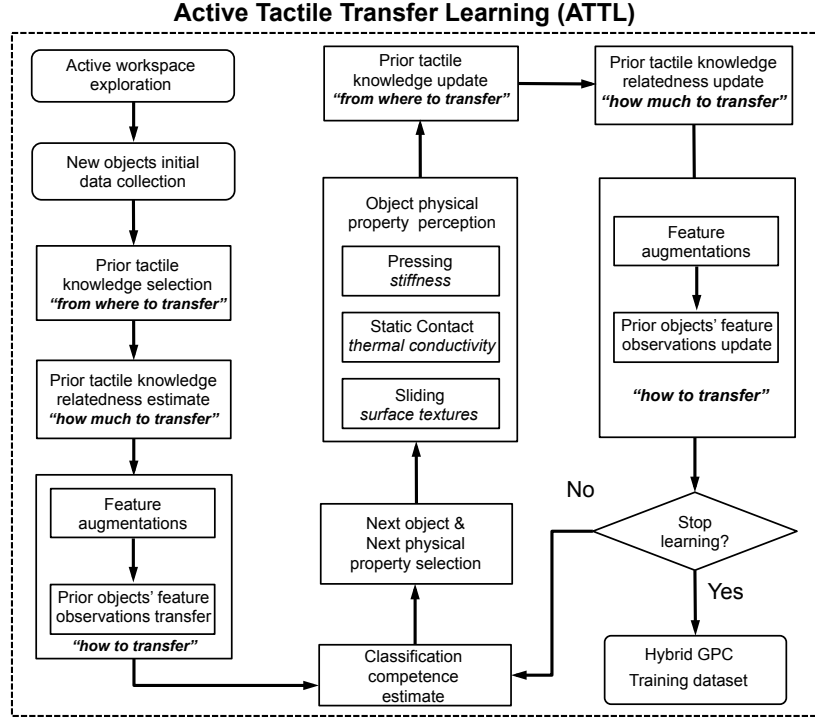 Active Tactile Transfer Learning (ATTL)
Active workspace
exploration
New objects initial
data collection
Prior tactile
knowledge selection
“from where to transfer”
Prior tactile knowledge
relatedness estimate
“how much to transfer”
Feature
augmentations
Prior objects’ feature
observations transfer
“how to transfer”
Classification
competence
estimate
Next object &
Next physical
property selection
Object physical
property perception
Pressing
stiffness
Static Contact
thermal conductivity
Sliding
surface textures
Prior tactile
knowledge update
“from where to transfer”
Prior tactile knowledge
relatedness update
“how much to transfer”
Feature
augmentations
Prior objects’ feature
observations update
“how to transfer”
Stop
learning?
No
Yes
Hybrid GPC
Training dataset